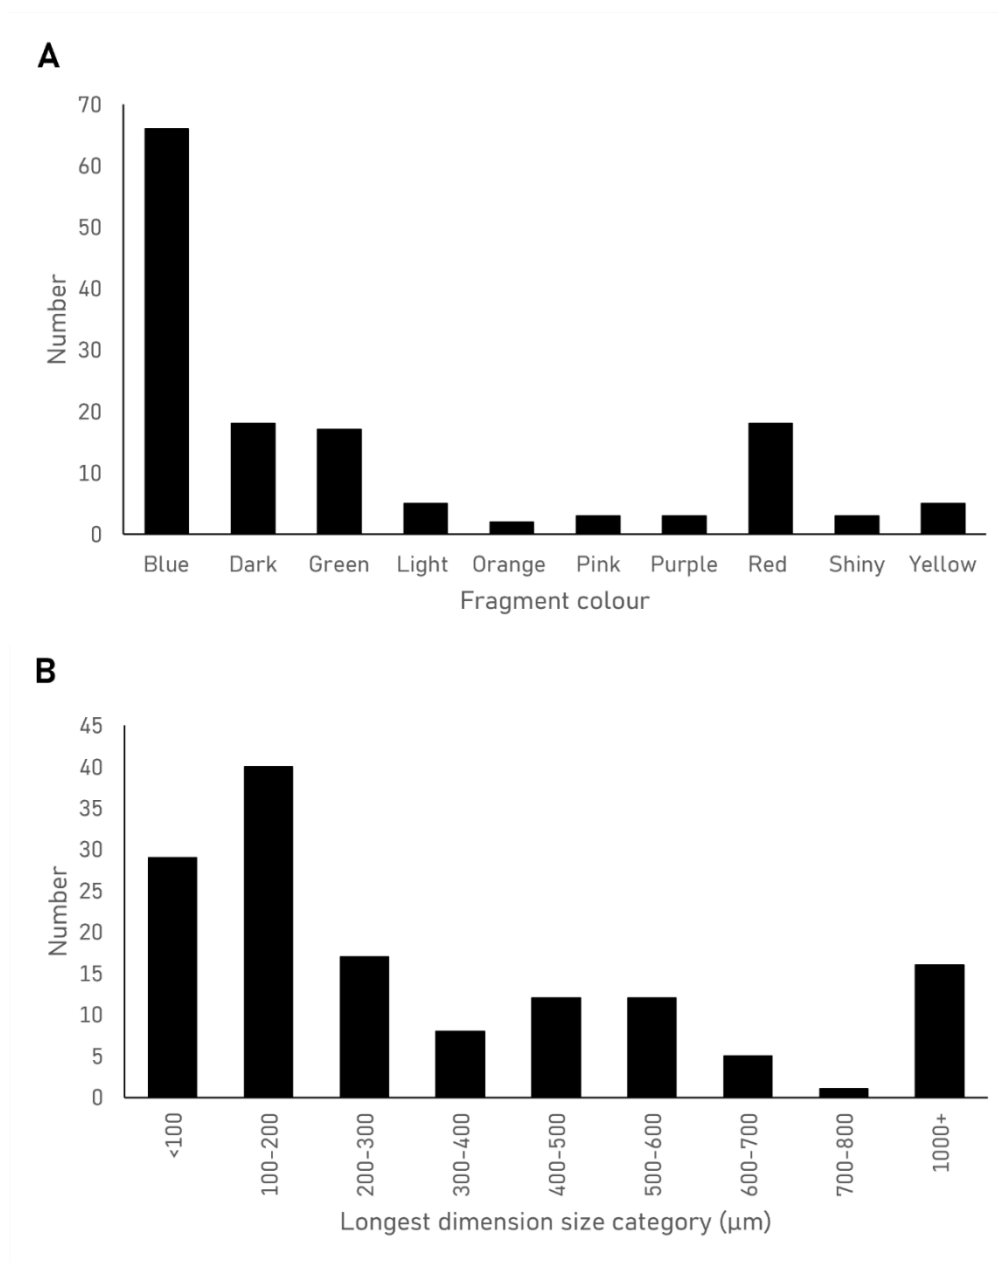 A
70
60
50
40
30
20
10
0
Number
Blue Dark Green Light Orange Pink Purple Red Shiny Yellow
Fragment colour
B
45
40
35
30
25
20
15
10
5
0
Number
<100 100-200 200-300 300-400 400-500 500-600 600-700 700-800 1000+
Longest dimension size category (µm)